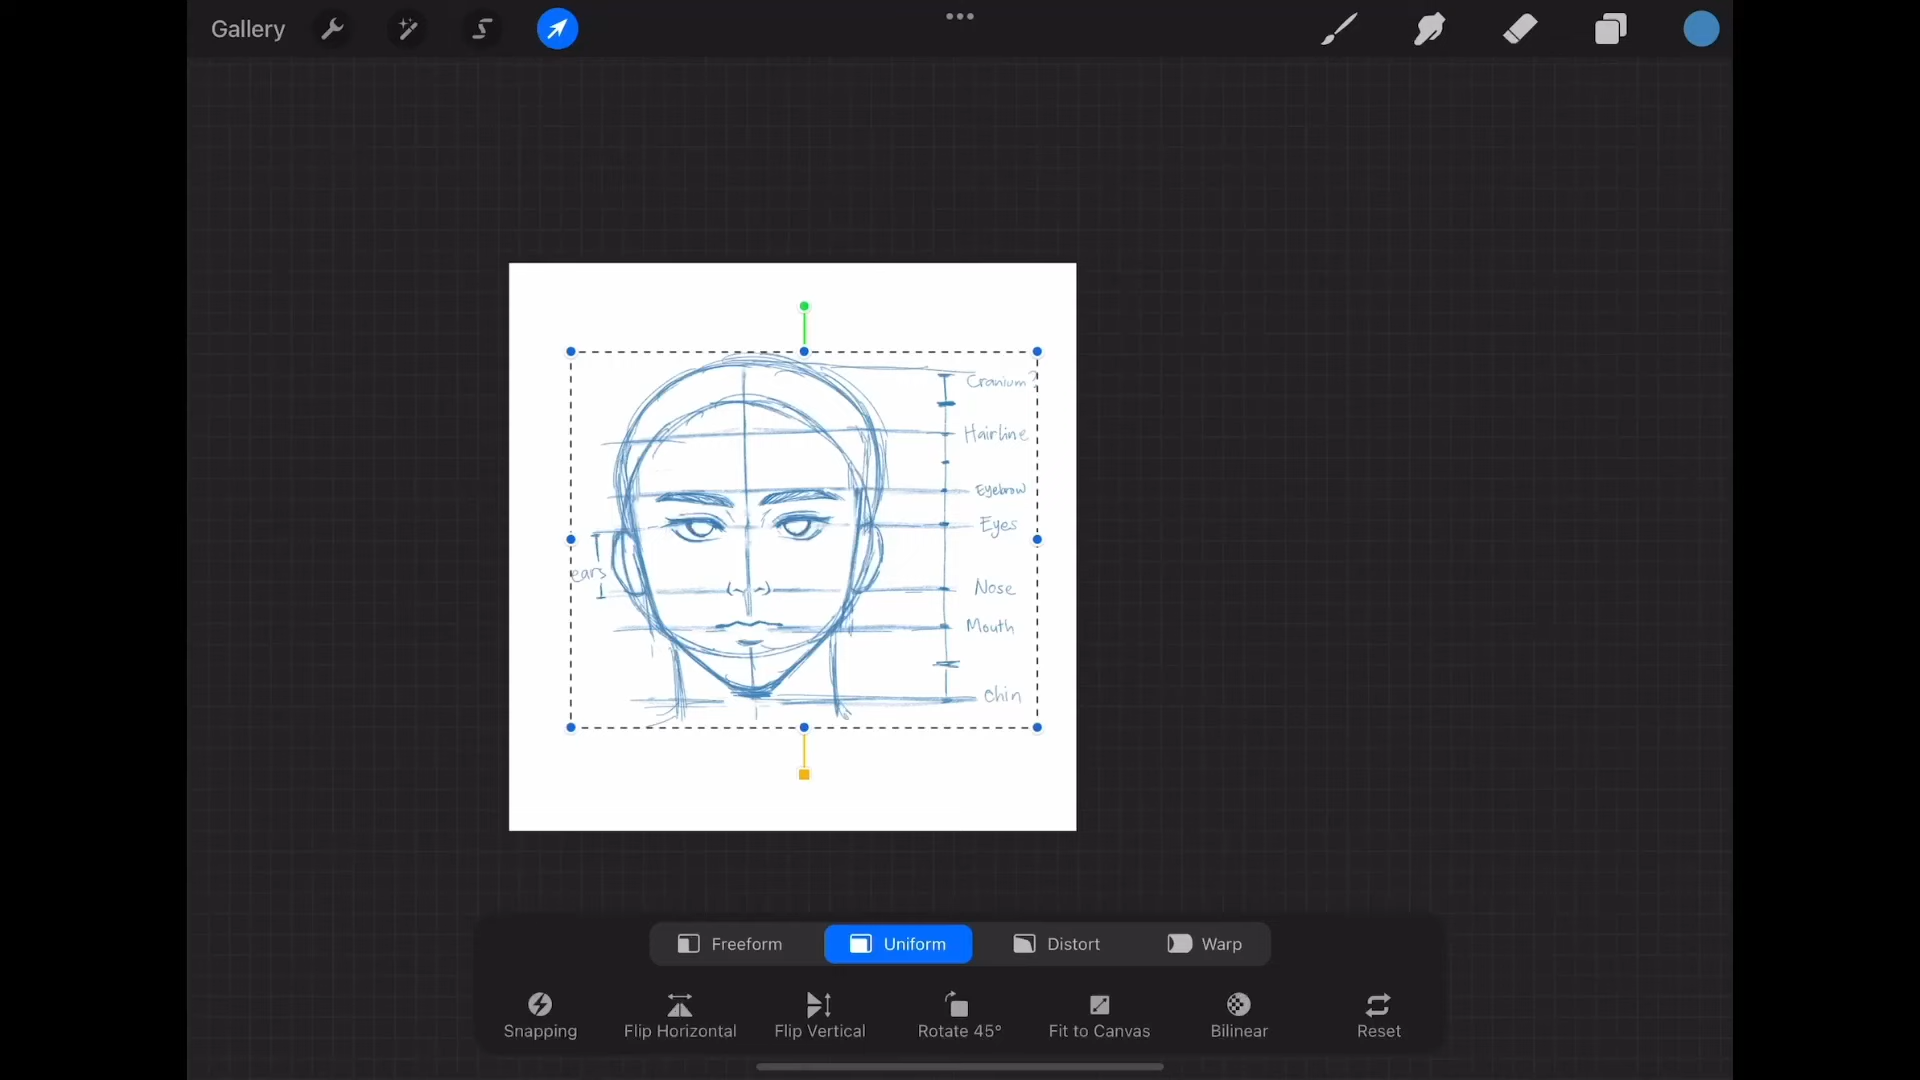 Gallery
Cranium?
Hairline
Eyebrow
Eyes
ears
Nose
Mouth
Chin
Freeform
Uniform
Distort
Warp
Snapping
Flip Horizontal
Flip Vertical
Rotate 45°
Fit to Canvas
Bilinear
Reset